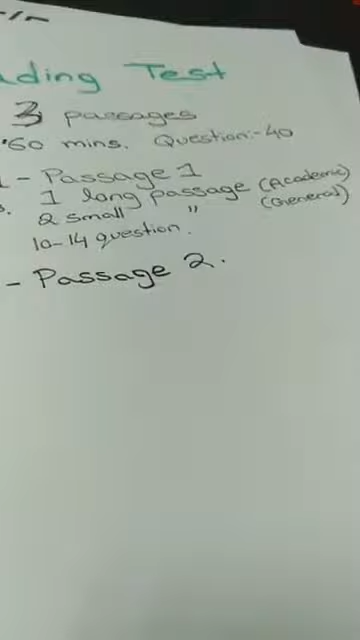 ding Test
3 passages
60 mins. Question:-40
- Passage 1
1 long passage (Academic)
2 small " (General)
10-14 question.
- Passage 2.